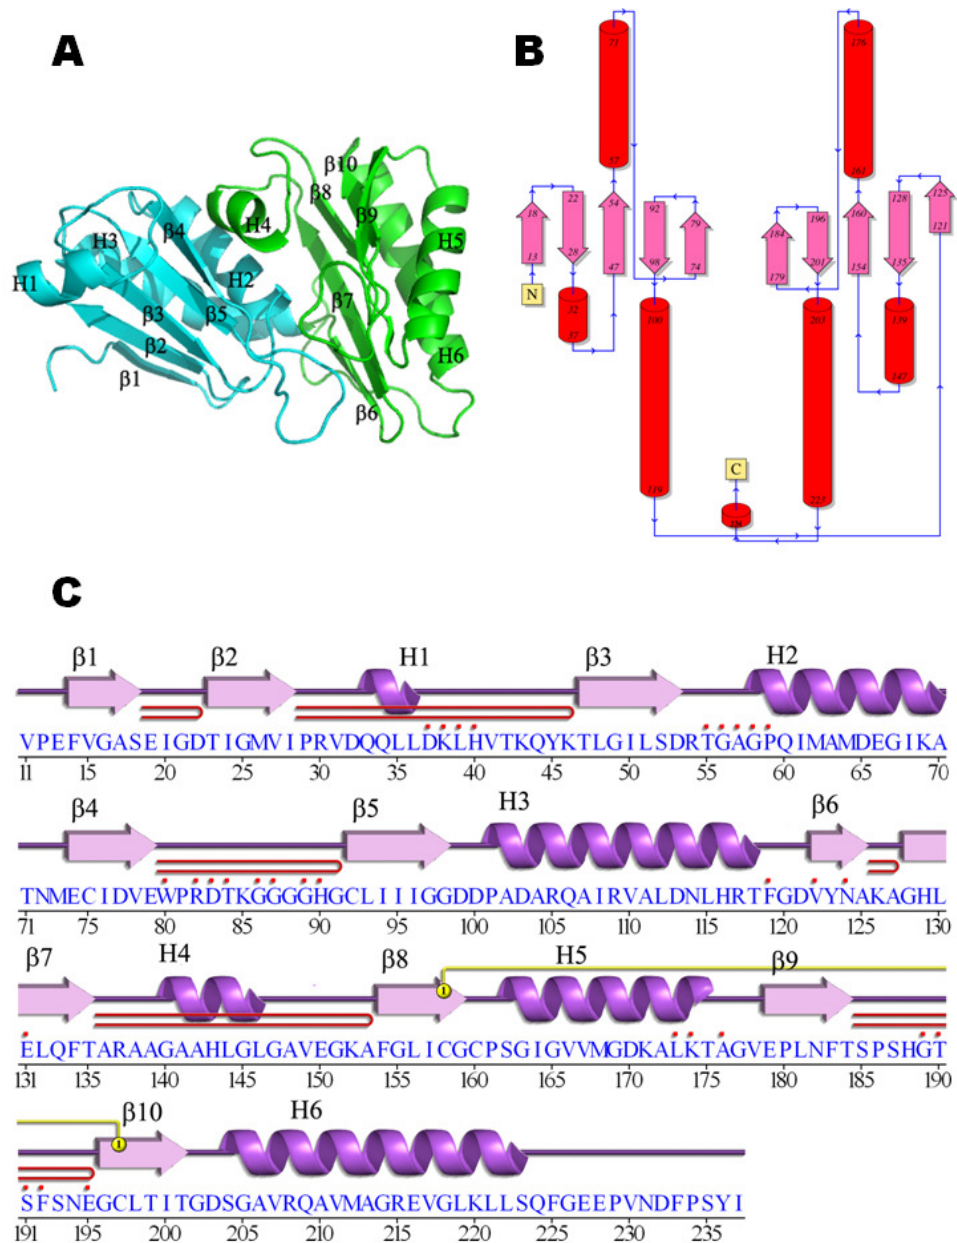 A
B
71
176
57
161
18
22
54
92
79
184
196
160
128
125
13
28
47
98
74
179
201
154
135
121
N
32
37
100
203
139
147
119
223
C
β10
β8
β9
β4
H4
H3
H5
H1
H2
β7
β3
β5
β2
H6
β1
β6
C
β1 β2 H1 β3 H2
VPEFVGASEIGDTIGMVIPRVDQQLLDKLHVTKQYKTLGILSDRTGAGPQIMAMDEGIKA
11 15 20 25 30 35 40 45 50 55 60 65 70
β4 β5 H3 β6
TNMECIDVEWPRDTKGGGGHGCLIIIGGDDPADARQAIRVALDNLHRTFGDVYNAKAGHL
71 75 80 85 90 95 100 105 110 115 120 125 130
β7 H4 β8 H5 β9
1
ELQFTARAAGAAHLGLGAVEGKAFGLICGCPSGIGVVMGDKALKTAGVEPLNFTSPSHGT
131 135 140 145 150 155 160 165 170 175 180 185 190
β10 H6
1
SFSNEGCLTITGDSGAVRQAVMAGREVGLKLLSQFGEEPVNDFPSYI
191 195 200 205 210 215 220 225 230 235